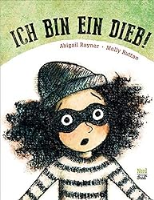 ICH BIN EIN DIEB!
Abigail Rayner · Molly Ruttan